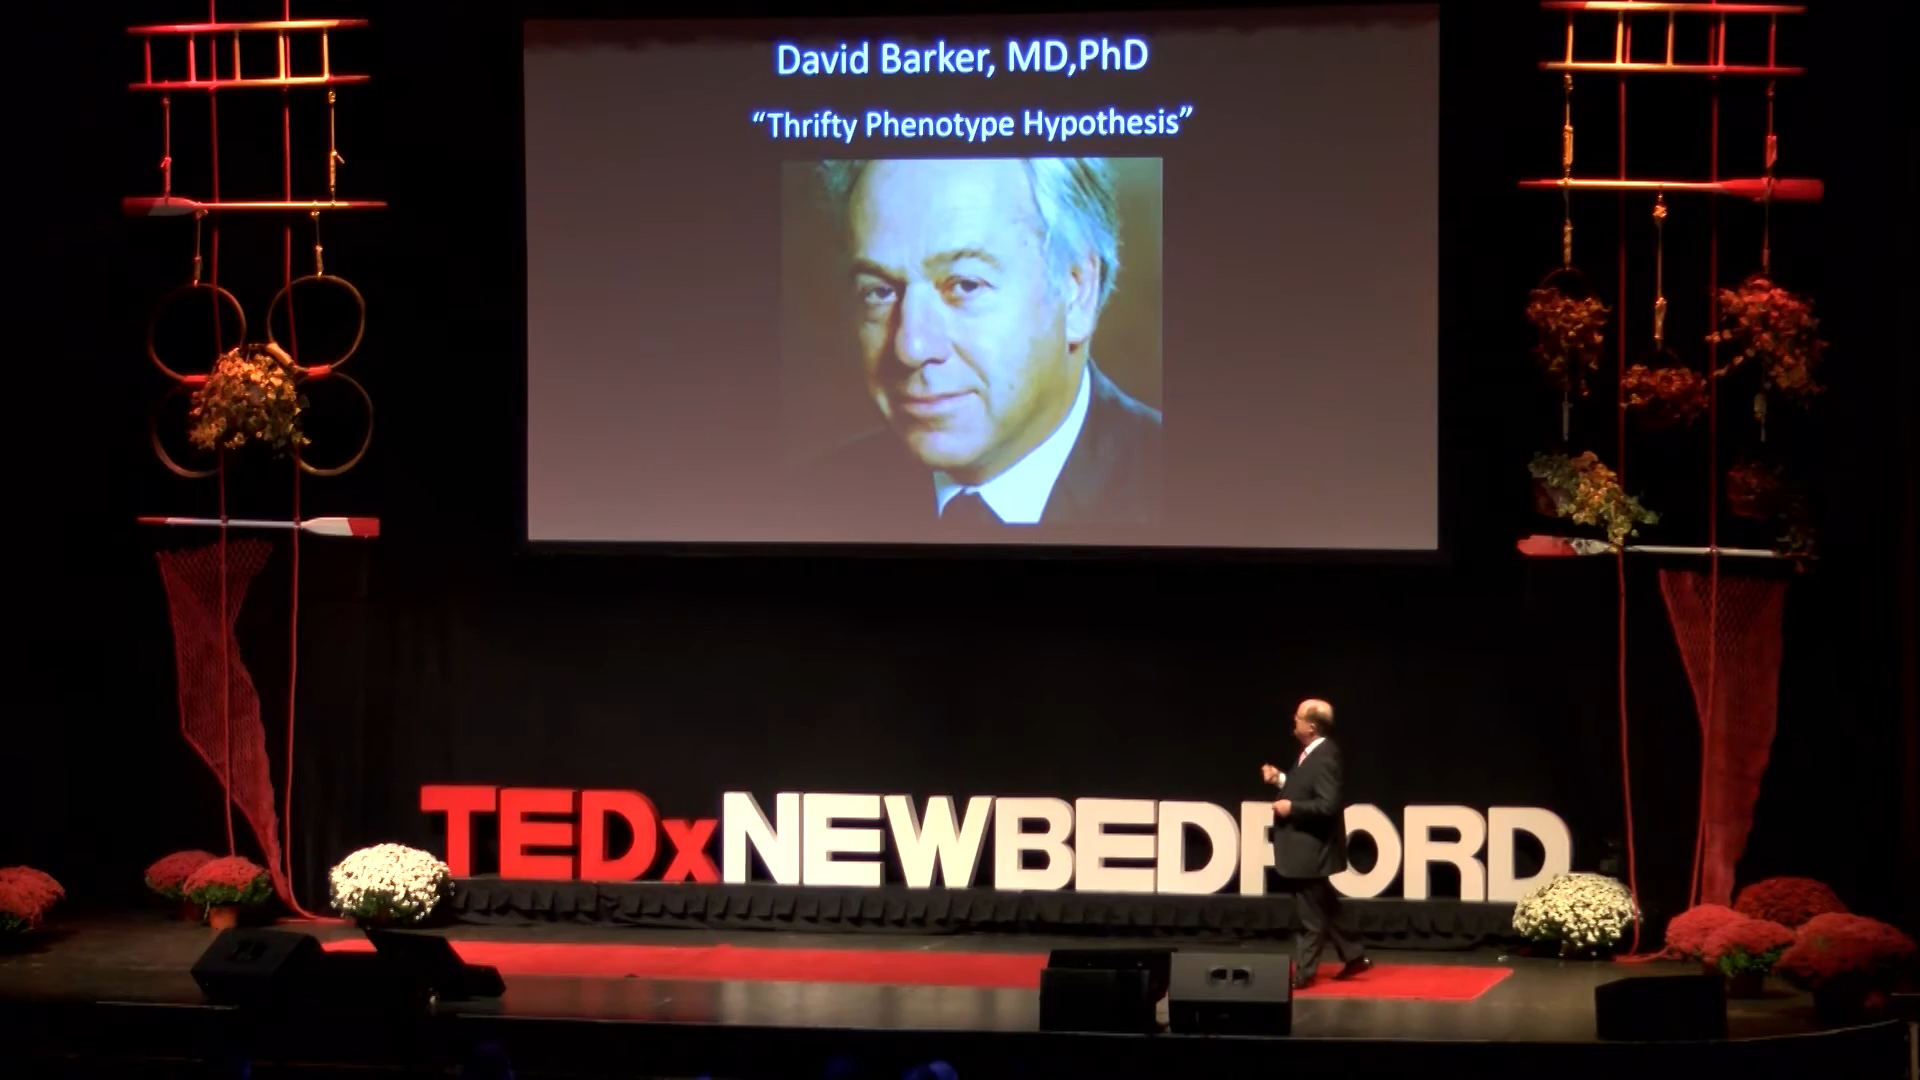 David Barker, MD,PhD
“Thrifty Phenotype Hypothesis”
TEDxNEWBEDFORD